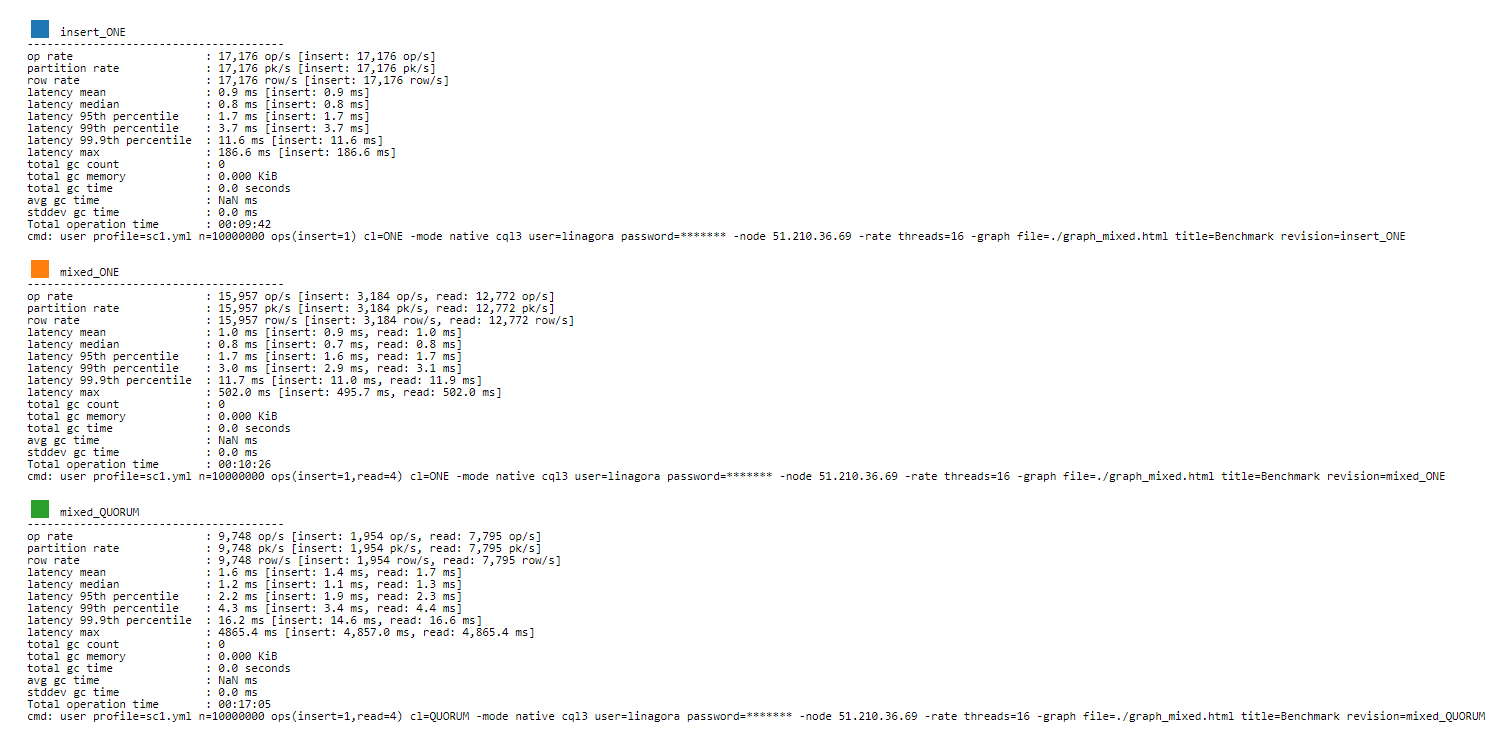 insert_ONE
---------------------------------------
op rate                   : 17,176 op/s [insert: 17,176 op/s]
partition rate            : 17,176 pk/s [insert: 17,176 pk/s]
row rate                  : 17,176 row/s [insert: 17,176 row/s]
latency mean              : 0.9 ms [insert: 0.9 ms]
latency median            : 0.8 ms [insert: 0.8 ms]
latency 95th percentile   : 1.7 ms [insert: 1.7 ms]
latency 99th percentile   : 3.7 ms [insert: 3.7 ms]
latency 99.9th percentile : 11.6 ms [insert: 11.6 ms]
latency max               : 186.6 ms [insert: 186.6 ms]
total gc count            : 0
total gc memory           : 0.000 KiB
total gc time             : 0.0 seconds
avg gc time               : NaN ms
stddev gc time            : 0.0 ms
Total operation time      : 00:09:42
cmd: user profile=sc1.yml n=10000000 ops(insert=1) cl=ONE -mode native cql3 user=linagora password=******* -node 51.210.36.69 -rate threads=16 -graph file=./graph_mixed.html title=Benchmark revision=insert_ONE
mixed_ONE
---------------------------------------
op rate                   : 15,957 op/s [insert: 3,184 op/s, read: 12,772 op/s]
partition rate            : 15,957 pk/s [insert: 3,184 pk/s, read: 12,772 pk/s]
row rate                  : 15,957 row/s [insert: 3,184 row/s, read: 12,772 row/s]
latency mean              : 1.0 ms [insert: 0.9 ms, read: 1.0 ms]
latency median            : 0.8 ms [insert: 0.7 ms, read: 0.8 ms]
latency 95th percentile   : 1.7 ms [insert: 1.6 ms, read: 1.7 ms]
latency 99th percentile   : 3.0 ms [insert: 2.9 ms, read: 3.1 ms]
latency 99.9th percentile : 11.7 ms [insert: 11.0 ms, read: 11.9 ms]
latency max               : 502.0 ms [insert: 495.7 ms, read: 502.0 ms]
total gc count            : 0
total gc memory           : 0.000 KiB
total gc time             : 0.0 seconds
avg gc time               : NaN ms
stddev gc time            : 0.0 ms
Total operation time      : 00:10:26
cmd: user profile=sc1.yml n=10000000 ops(insert=1,read=4) cl=ONE -mode native cql3 user=linagora password=******* -node 51.210.36.69 -rate threads=16 -graph file=./graph_mixed.html title=Benchmark revision=mixed_ONE
mixed_QUORUM
---------------------------------------
op rate                   : 9,748 op/s [insert: 1,954 op/s, read: 7,795 op/s]
partition rate            : 9,748 pk/s [insert: 1,954 pk/s, read: 7,795 pk/s]
row rate                  : 9,748 row/s [insert: 1,954 row/s, read: 7,795 row/s]
latency mean              : 1.6 ms [insert: 1.4 ms, read: 1.7 ms]
latency median            : 1.2 ms [insert: 1.1 ms, read: 1.3 ms]
latency 95th percentile   : 2.2 ms [insert: 1.9 ms, read: 2.3 ms]
latency 99th percentile   : 4.3 ms [insert: 3.4 ms, read: 4.4 ms]
latency 99.9th percentile : 16.2 ms [insert: 14.6 ms, read: 16.6 ms]
latency max               : 4865.4 ms [insert: 4,857.0 ms, read: 4,865.4 ms]
total gc count            : 0
total gc memory           : 0.000 KiB
total gc time             : 0.0 seconds
avg gc time               : NaN ms
stddev gc time            : 0.0 ms
Total operation time      : 00:17:05
cmd: user profile=sc1.yml n=10000000 ops(insert=1,read=4) cl=QUORUM -mode native cql3 user=linagora password=******* -node 51.210.36.69 -rate threads=16 -graph file=./graph_mixed.html title=Benchmark revision=mixed_QUORUM